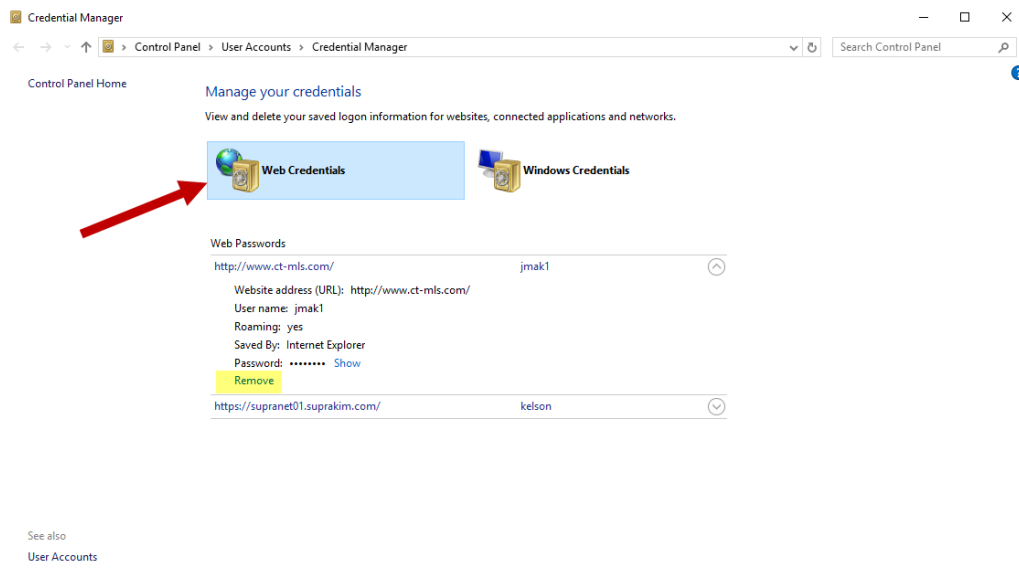 Credential Manager
Control Panel > User Accounts > Credential Manager
Search Control Panel
Control Panel Home
Manage your credentials
View and delete your saved logon information for websites, connected applications and networks.
Web Credentials
Windows Credentials
Web Passwords
http://www.ct-mls.com/ jmak1
Website address (URL): http://www.ct-mls.com/
User name: jmak1
Roaming: yes
Saved By: Internet Explorer
Password: •••••••• Show
Remove
https://supranet01.suprakim.com/ kelson
See also
User Accounts